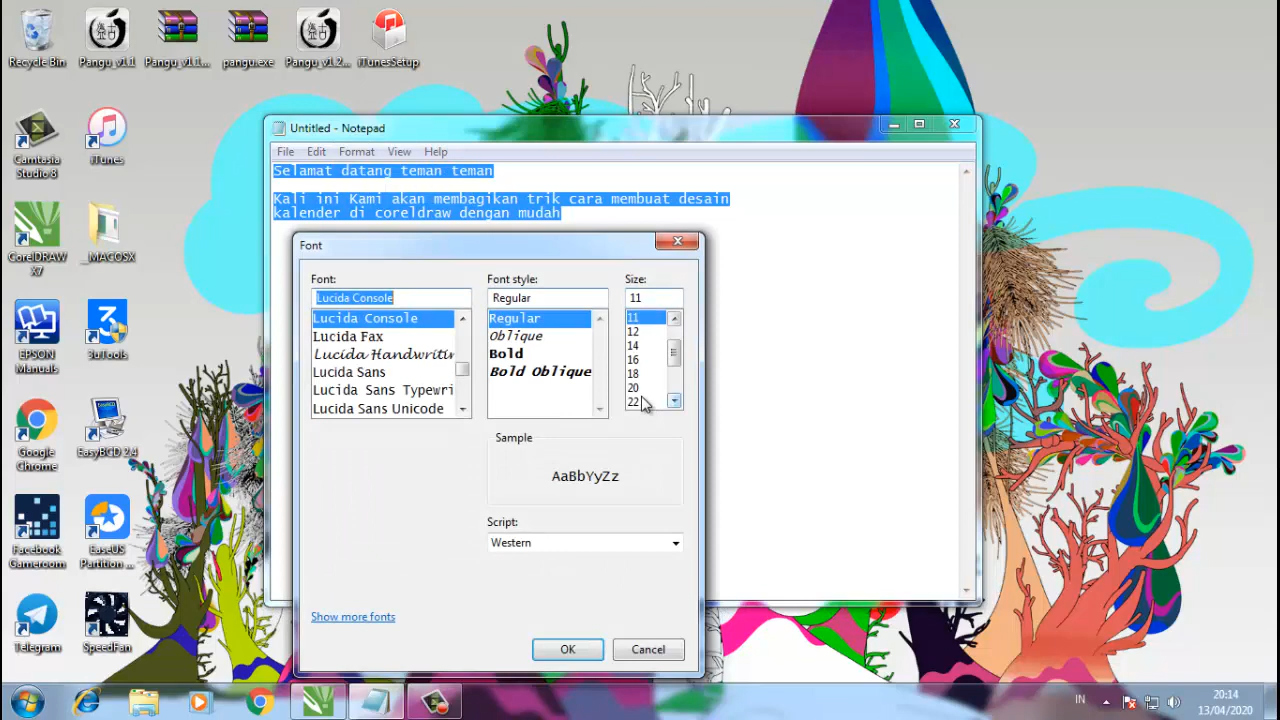 Recycle Bin
Pangu_v1.1
Pangu_v1.1...
pangu.exe
Pangu_v1.2...
iTunesSetup
Camtasia
Studio 8
iTunes
CorelDRAW
X7
__MACOSX
EPSON
Manuals
3uTools
Google
Chrome
EasyBCD 2.4
Facebook
Gameroom
EaseUS
Partition ...
Telegram
SpeedFan
Untitled - Notepad
File Edit Format View Help
Selamat datang teman teman
Kali ini Kami akan membagikan trik cara membuat desain
kalender di coreldraw dengan mudah
Font
Font:
Font style:
Size:
Lucida Console
Regular
11
Lucida Console
Lucida Fax
Lucida Handwritin
Lucida Sans
Lucida Sans Typewri
Lucida Sans Unicode
Regular
Oblique
Bold
Bold Oblique
11
12
14
16
18
20
22
Sample
AaBbYyZz
Script:
Western
Show more fonts
OK
Cancel
IN
20:14
13/04/2020